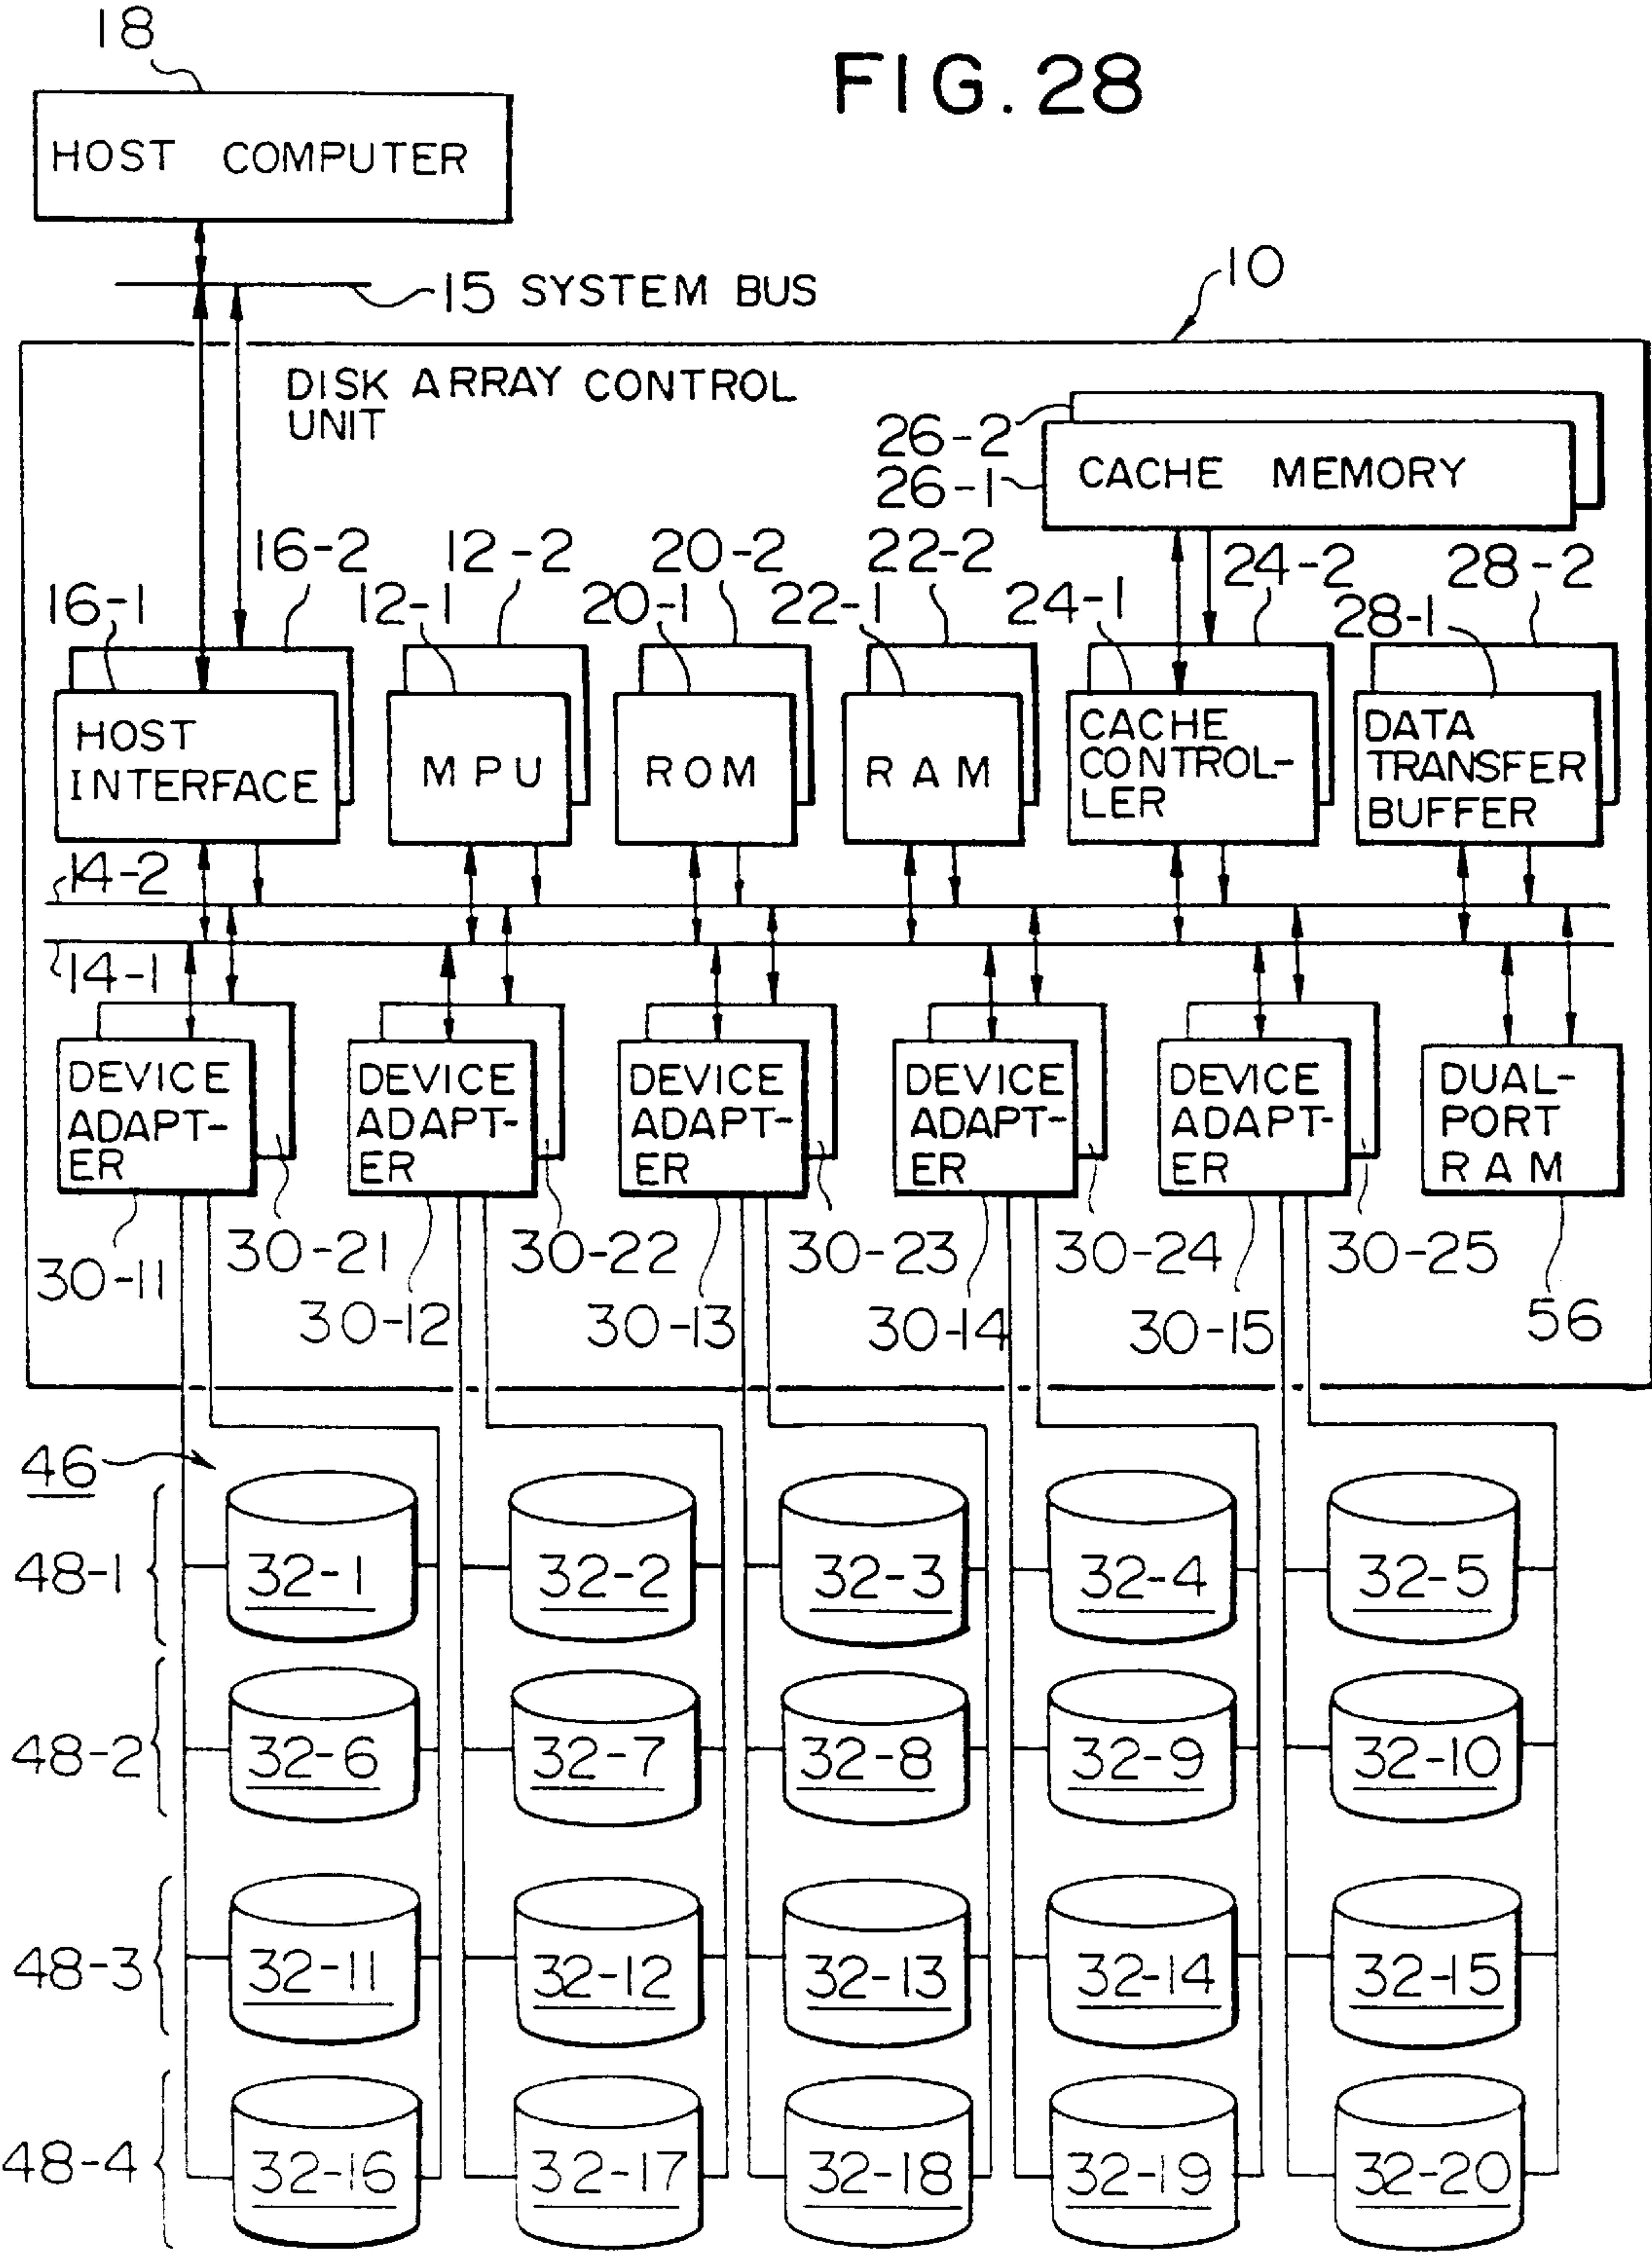 FIG. 28
18
HOST COMPUTER
15 SYSTEM BUS
10
DISK ARRAY CONTROL
UNIT
26-2
26-1
CACHE MEMORY
16-2
12-2
20-2
22-2
24-2
28-2
16-1
12-1
20-1
22-1
24-1
28-1
HOST
INTERFACE
MPU
ROM
RAM
CACHE
CONTROL-
LER
DATA
TRANSFER
BUFFER
14-2
14-1
DEVICE
ADAPT-
ER
DEVICE
ADAPT-
ER
DEVICE
ADAPT-
ER
DEVICE
ADAPT-
ER
DEVICE
ADAPT-
ER
DUAL-
PORT
RAM
30-11
30-21
30-12
30-22
30-13
30-23
30-14
30-24
30-15
30-25
56
46
48-1
32-1
32-2
32-3
32-4
32-5
48-2
32-6
32-7
32-8
32-9
32-10
48-3
32-11
32-12
32-13
32-14
32-15
48-4
32-16
32-17
32-18
32-19
32-20